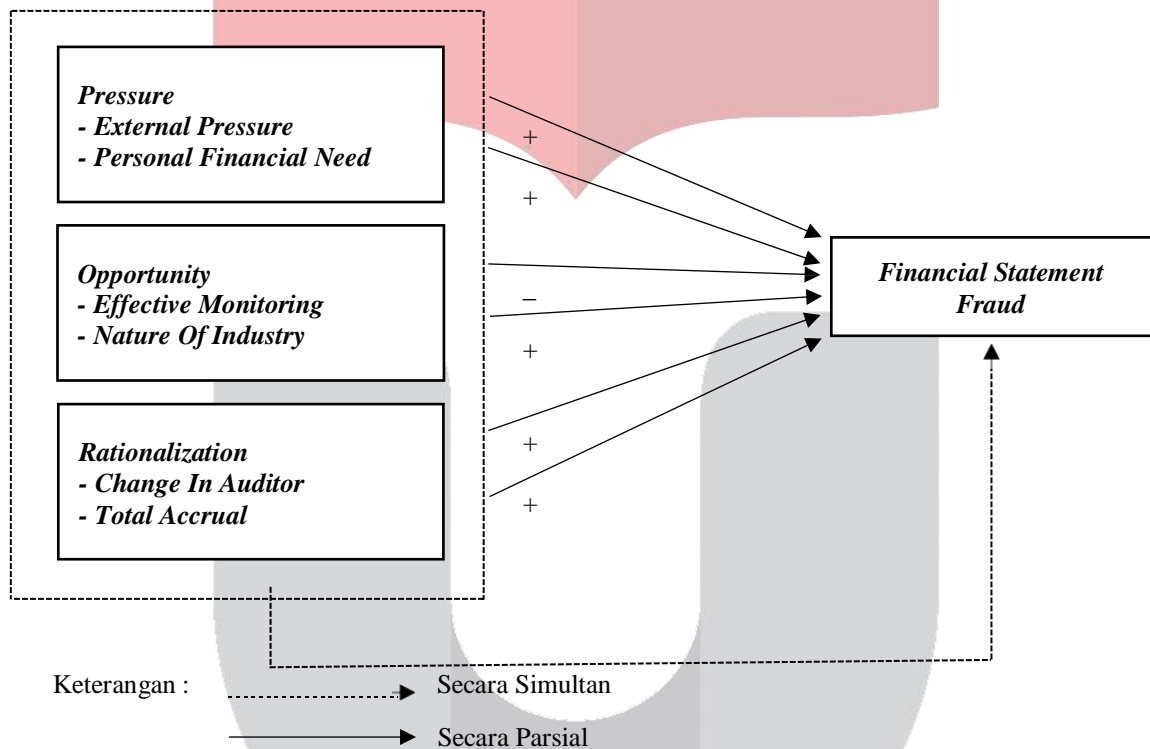 Pressure
- External Pressure
- Personal Financial Need
+
+
Opportunity
- Effective Monitoring
- Nature Of Industry
–
+
Rationalization
- Change In Auditor
- Total Accrual
+
+
Financial Statement
Fraud
Keterangan :
Secara Simultan
Secara Parsial